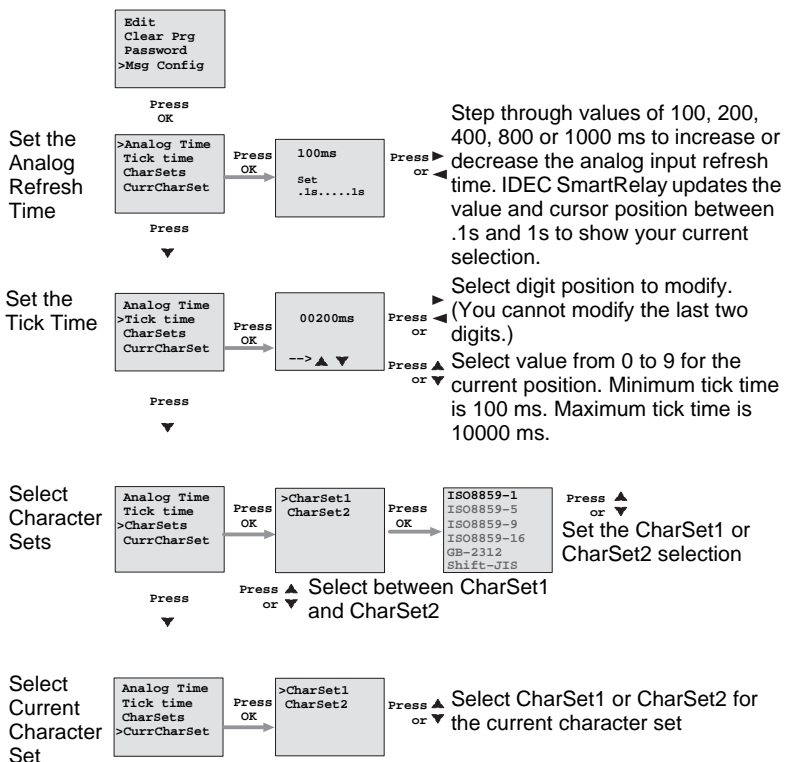 Edit
Clear Prg
Password
>Msg Config
Press
OK
Set the
Analog
Refresh
Time
>Analog Time
Tick time
CharSets
CurrCharSet
Press
OK
100ms
Set
.1s.....1s
Press ►
or ◄
Step through values of 100, 200,
400, 800 or 1000 ms to increase or
decrease the analog input refresh
time. IDEC SmartRelay updates the
value and cursor position between
.1s and 1s to show your current
selection.
Press
▼
Set the
Tick Time
Analog Time
>Tick time
CharSets
CurrCharSet
Press
OK
00200ms
--> ▲ ▼
►
Press ◄
or
Select digit position to modify.
(You cannot modify the last two
digits.)
Press ▲
or ▼
Select value from 0 to 9 for the
current position. Minimum tick time
is 100 ms. Maximum tick time is
10000 ms.
Press
▼
Select
Character
Sets
Analog Time
Tick time
>CharSets
CurrCharSet
Press
OK
>CharSet1
CharSet2
Press
OK
ISO8859-1
ISO8859-5
ISO8859-9
ISO8859-16
GB-2312
Shift-JIS
Press ▲
or ▼
Set the CharSet1 or
CharSet2 selection
Press ▲
or ▼
Select between CharSet1
and CharSet2
Press
▼
Select
Current
Character
Set
Analog Time
Tick time
CharSets
>CurrCharSet
Press
OK
>CharSet1
CharSet2
Press ▲
or ▼
Select CharSet1 or CharSet2 for
the current character set